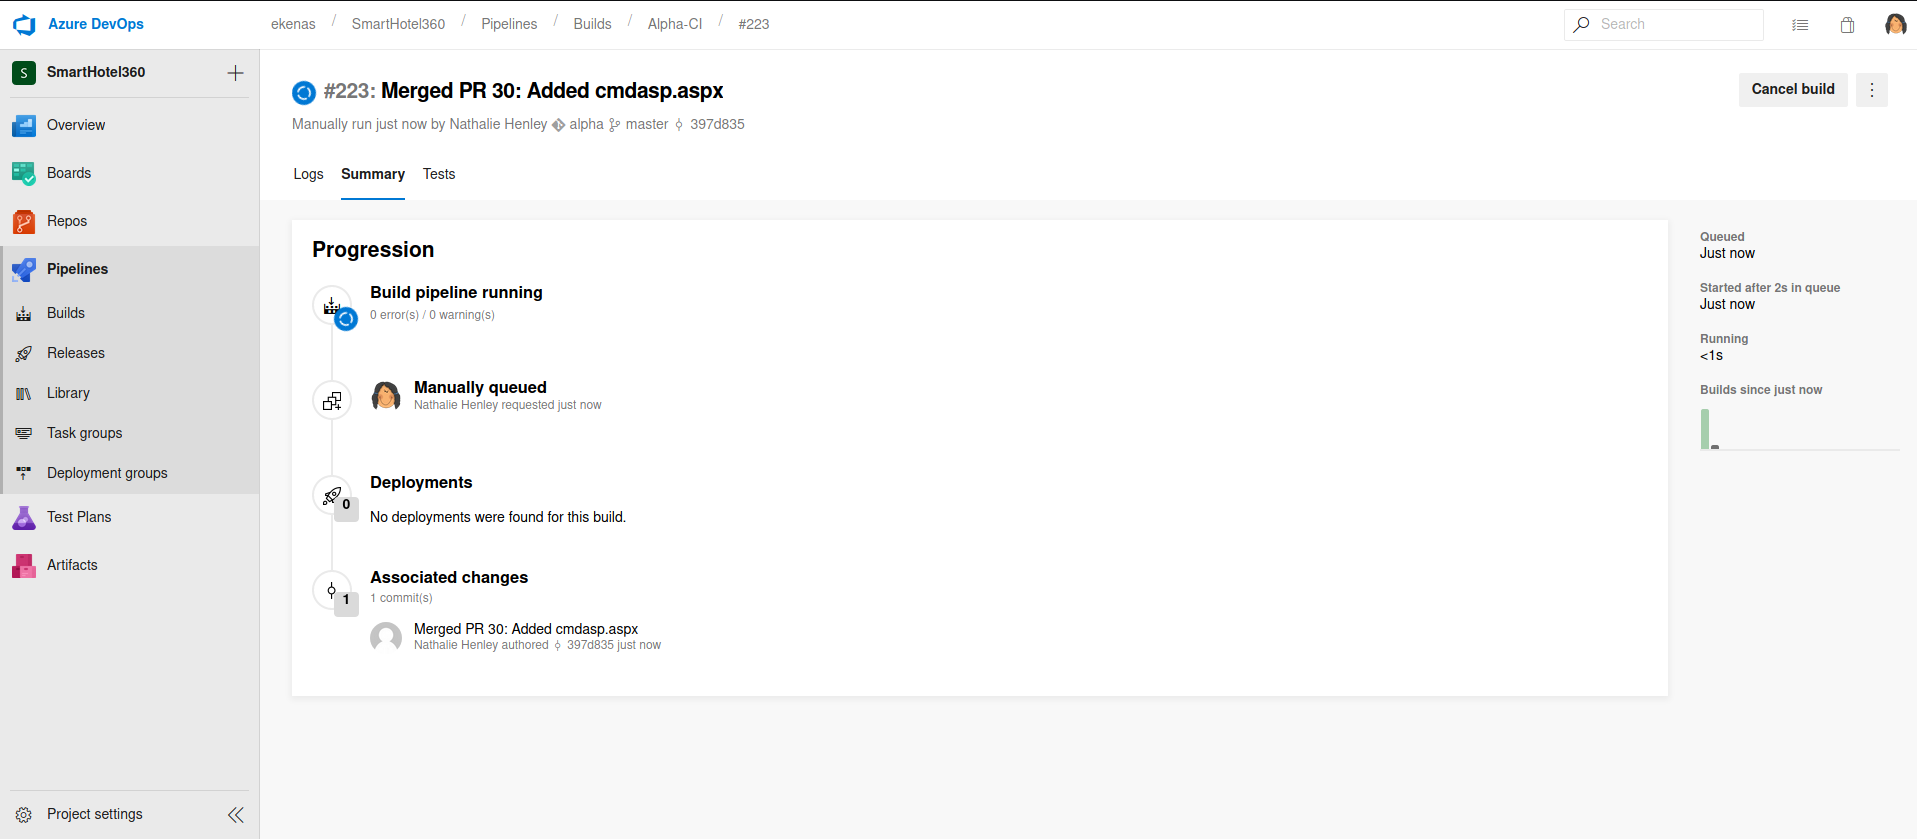 Azure DevOps
ekenas / SmartHotel360 / Pipelines / Builds / Alpha-CI / #223
Search
S SmartHotel360
Overview
Boards
Repos
Pipelines
Builds
Releases
Library
Task groups
Deployment groups
Test Plans
Artifacts
Project settings
#223: Merged PR 30: Added cmdasp.aspx
Cancel build
Manually run just now by Nathalie Henley alpha master 397d835
Logs Summary Tests
Progression
Build pipeline running
0 error(s) / 0 warning(s)
Manually queued
Nathalie Henley requested just now
Deployments
0
No deployments were found for this build.
Associated changes
1
1 commit(s)
Merged PR 30: Added cmdasp.aspx
Nathalie Henley authored 397d835 just now
Queued
Just now
Started after 2s in queue
Just now
Running
<1s
Builds since just now